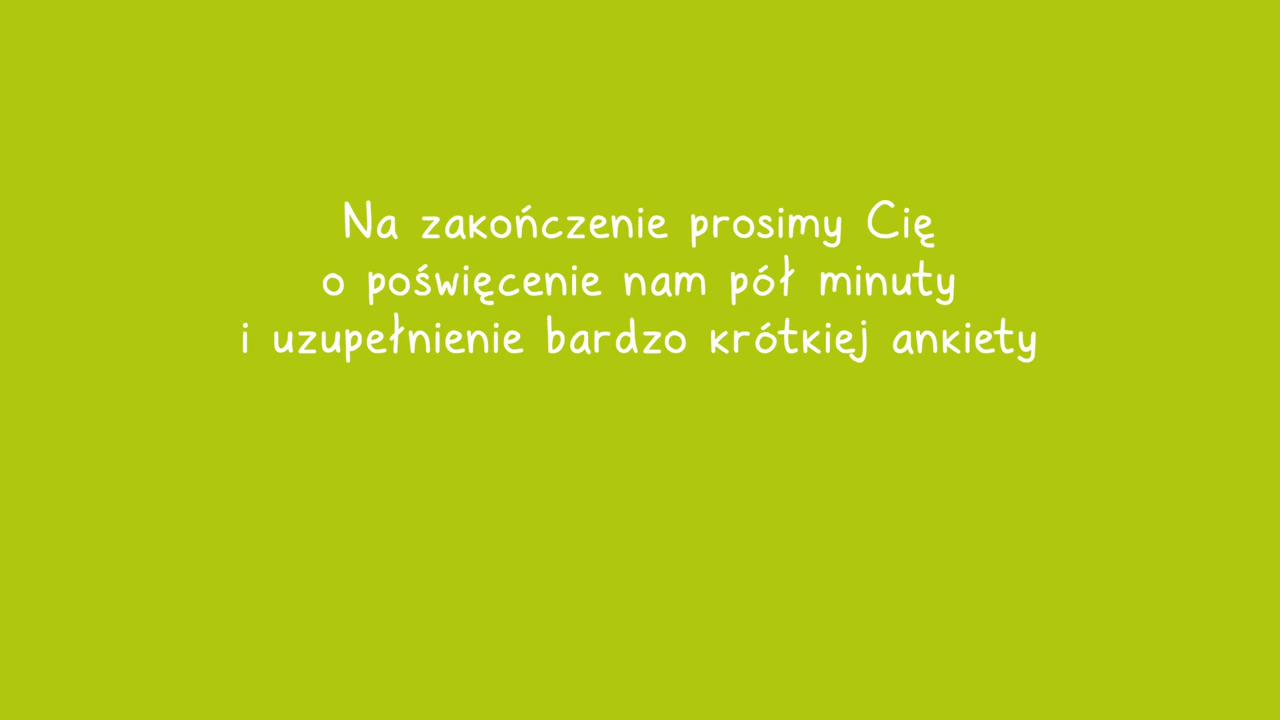 Na zakończenie prosimy Cię
o poświęcenie nam pół minuty
i uzupełnienie bardzo krótkiej ankiety